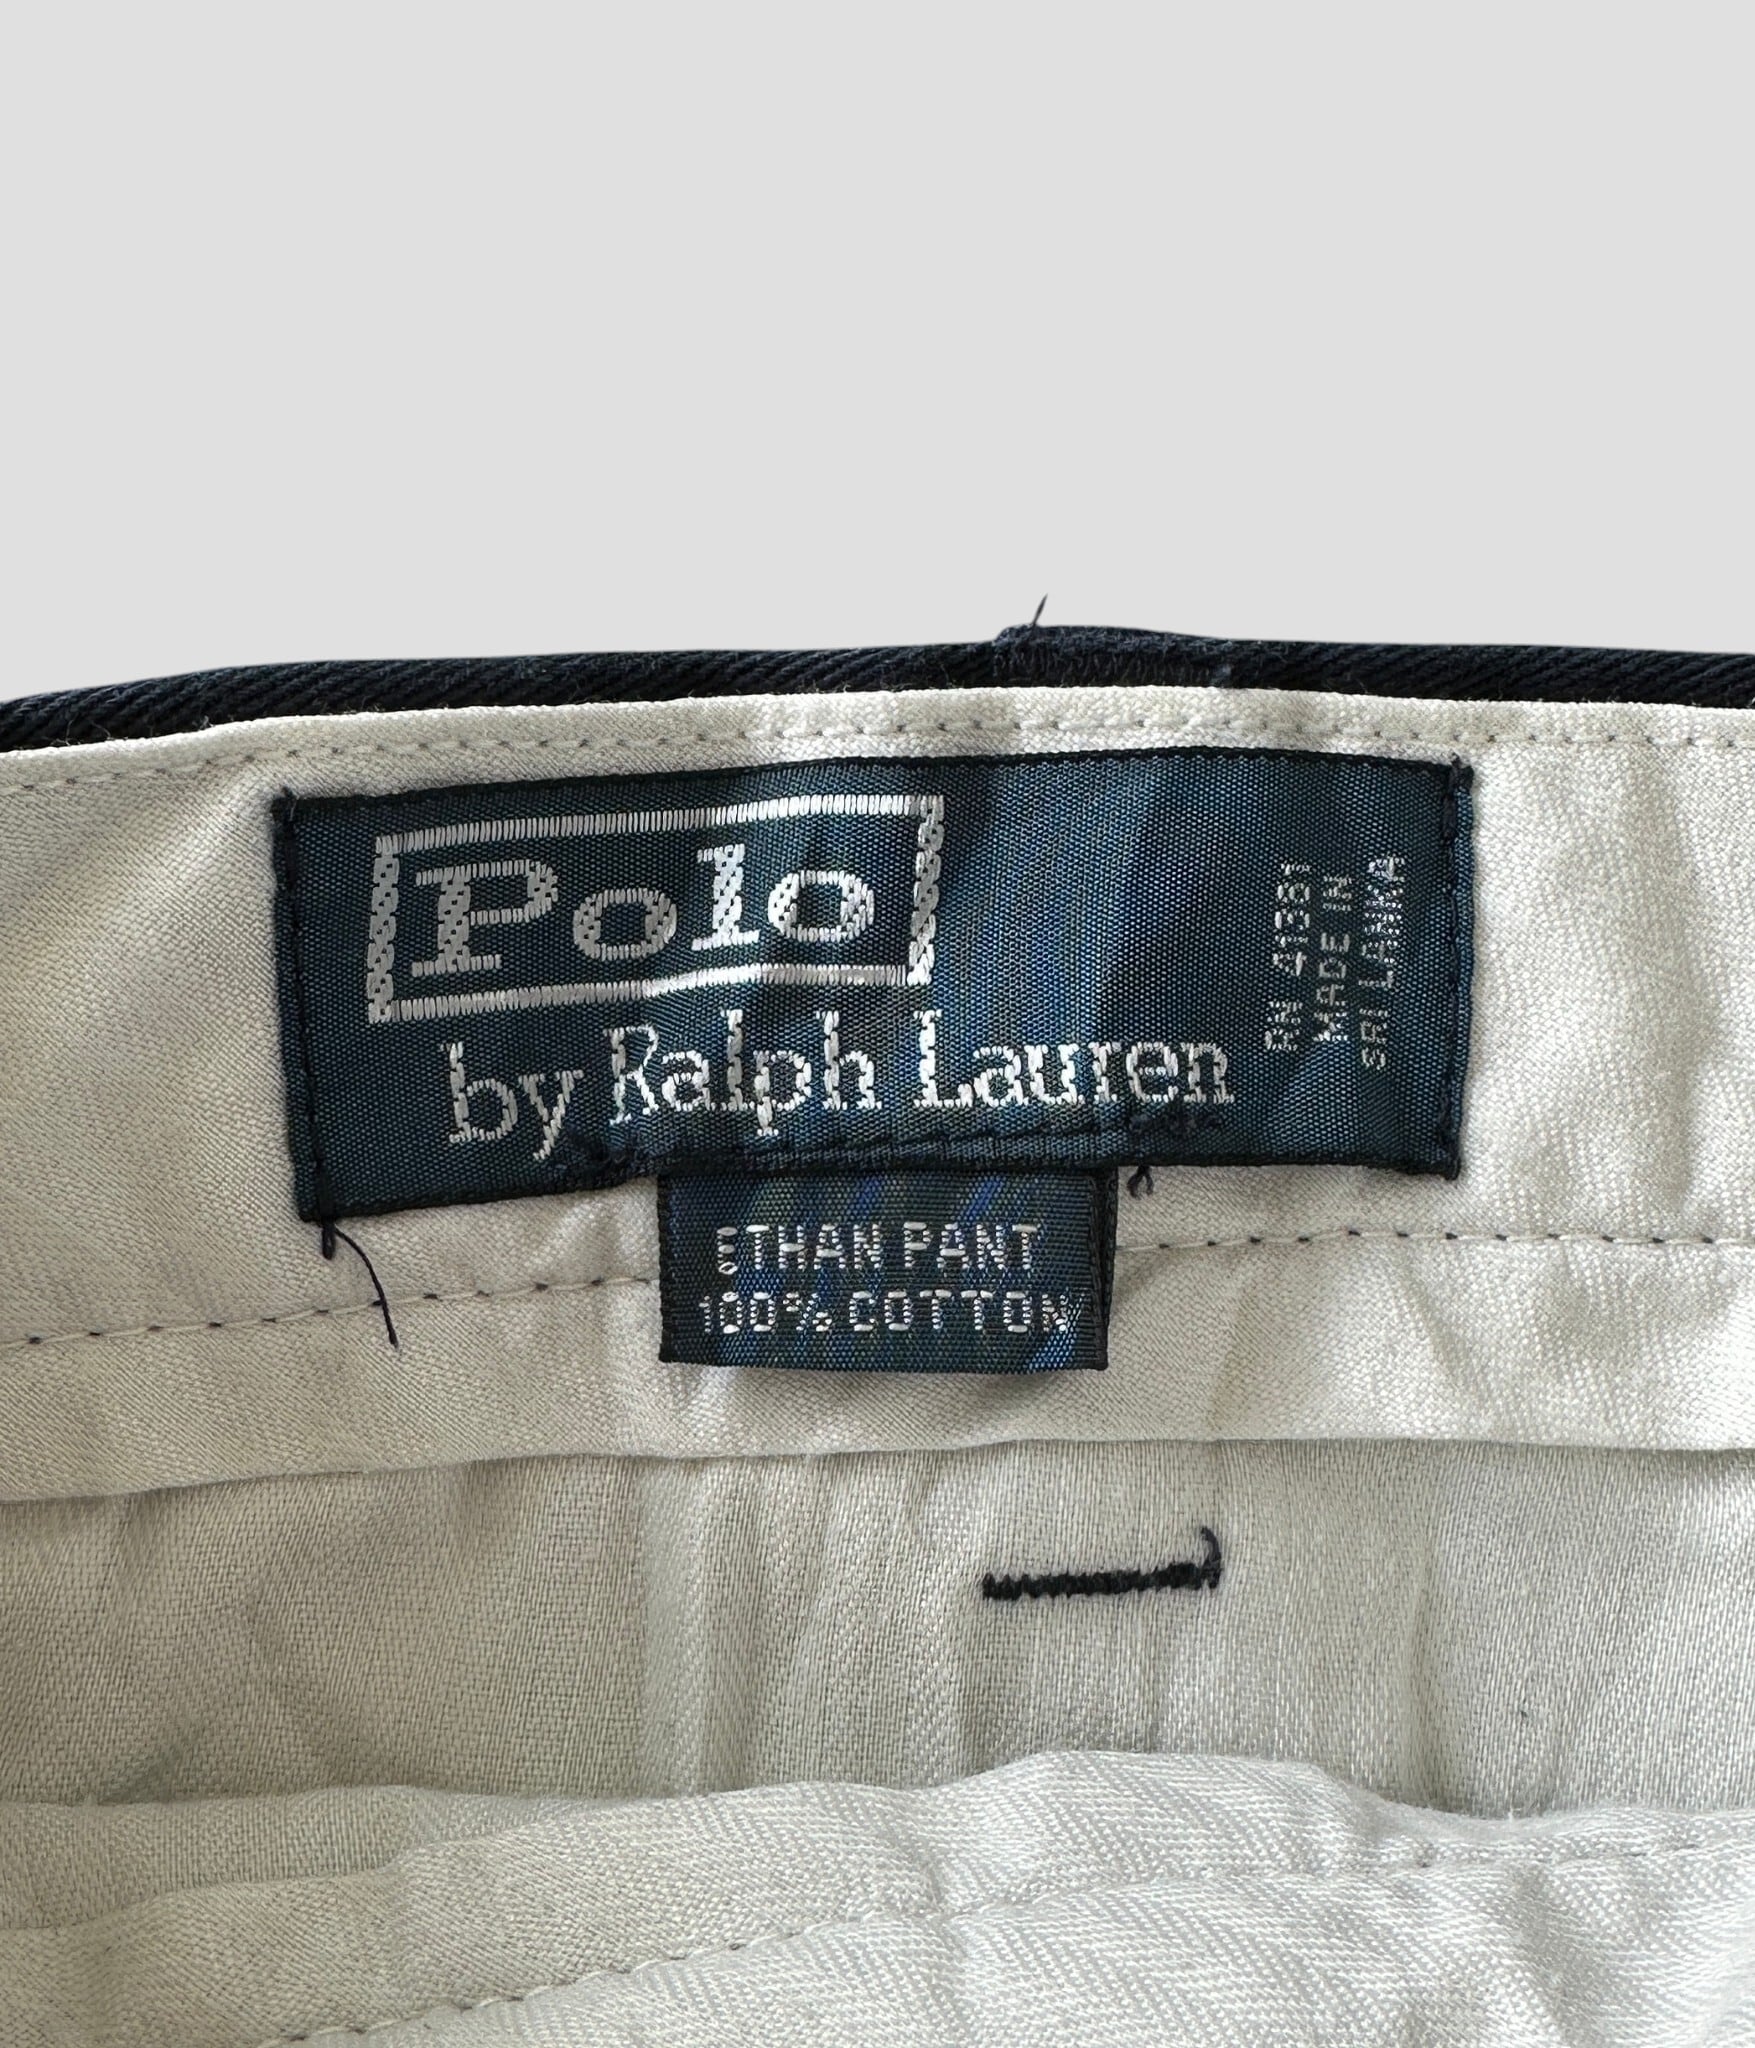 Polo
by Ralph Lauren
RN 41381
MADE IN
SRI LANKA
ETHAN PANT
100% COTTON